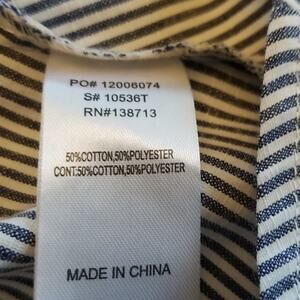 PO# 12006074
S# 10536T
RN#138713
50%COTTON,50%POLYESTER
CONT:50%COTTON,50%POLYESTER
MADE IN CHINA